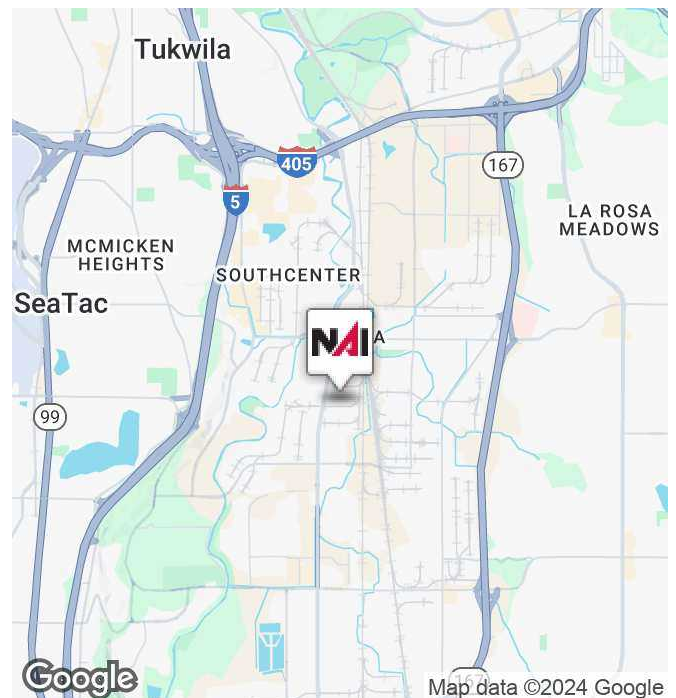 Tukwila
405
167
5
LA ROSA
MEADOWS
MCMICKEN
HEIGHTS
SOUTHCENTER
SeaTac
NAI
A
99
167
Google
Map data ©2024 Google